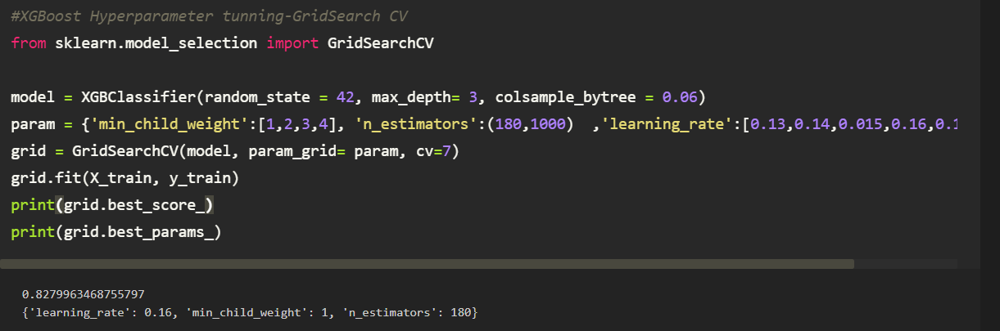 #XGBoost Hyperparameter tunning-GridSearch CV
from sklearn.model_selection import GridSearchCV
model = XGBClassifier(random_state = 42, max_depth= 3, colsample_bytree = 0.06)
param = {'min_child_weight':[1,2,3,4], 'n_estimators':(180,1000)  ,'learning_rate':[0.13,0.14,0.015,0.16,0.1
grid = GridSearchCV(model, param_grid= param, cv=7)
grid.fit(X_train, y_train)
print(grid.best_score_)
print(grid.best_params_)
0.8279963468755797
{'learning_rate': 0.16, 'min_child_weight': 1, 'n_estimators': 180}